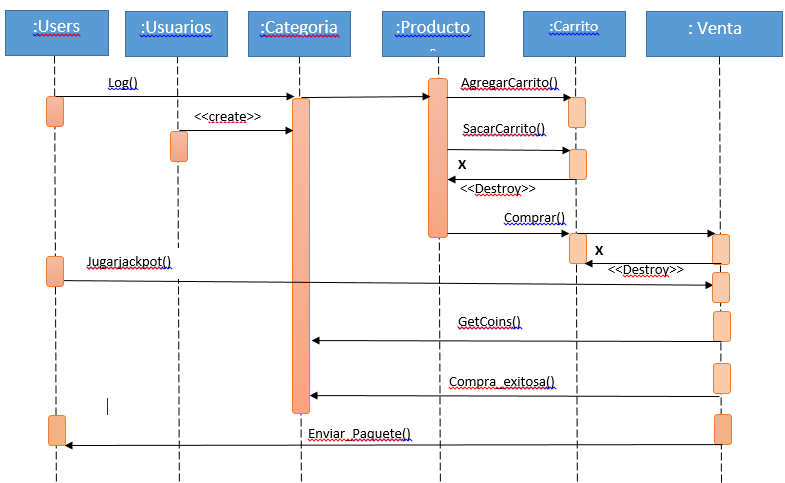 :Users
:Usuarios
:Categoria
:Producto
:Carrito
: Venta
Log()
AgregarCarrito()
<<create>>
SacarCarrito()
X
<<Destroy>>
Comprar()
X
<<Destroy>>
Jugarjackpot()
GetCoins()
Compra_exitosa()
Enviar_Paquete()